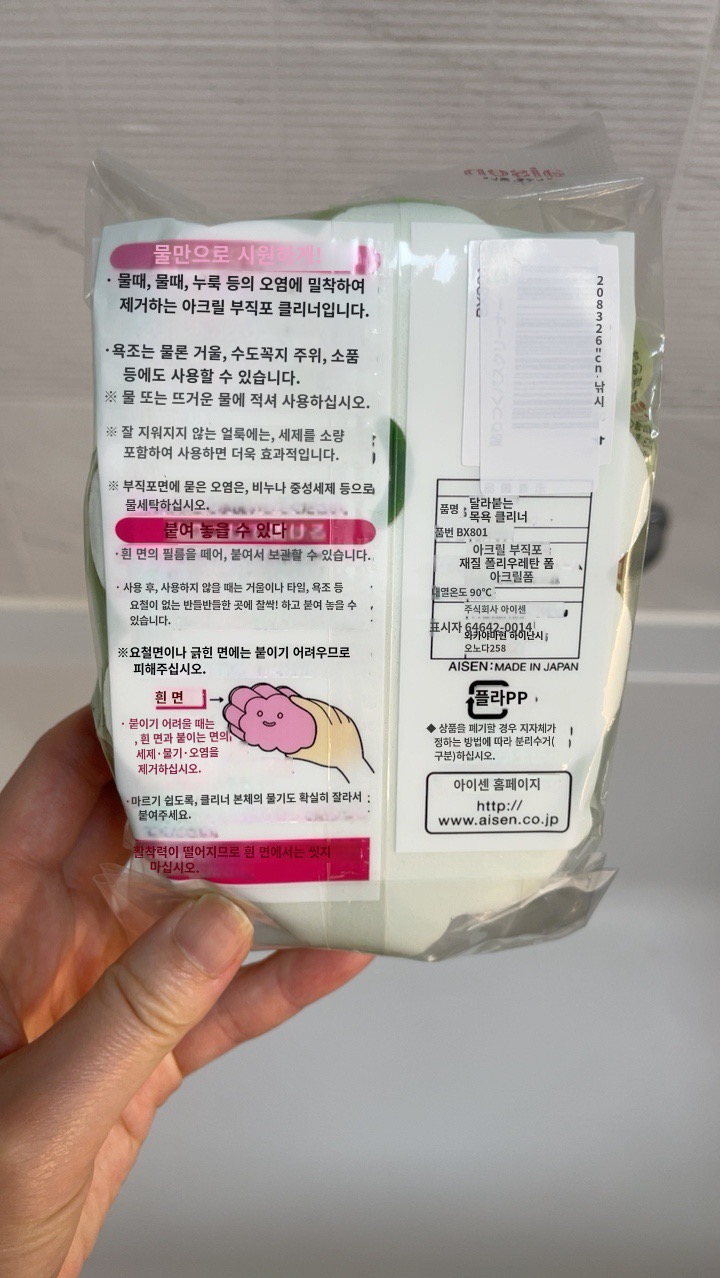 물만으로 시원하게!
· 물때, 물때, 누룩 등의 오염에 밀착하여
제거하는 아크릴 부직포 클리너입니다.
·욕조는 물론 거울, 수도꼭지 주위, 소품
등에도 사용할 수 있습니다.
※ 물 또는 뜨거운 물에 적셔 사용하십시오.
※ 잘 지워지지 않는 얼룩에는, 세제를 소량
포함하여 사용하면 더욱 효과적입니다.
※ 부직포면에 묻은 오염은, 비누나 중성세제 등으로
물세탁하십시오.
붙여 놓을 수 있다
·흰 면의 필름을 떼어, 붙여서 보관할 수 있습니다.
· 사용 후, 사용하지 않을 때는 거울이나 타일, 욕조 등
요철이 없는 반들반들한 곳에 찰싹! 하고 붙여 놓을 수
있습니다.
※요철면이나 긁힌 면에는 붙이기 어려우므로
피해주십시오.
흰 면
· 붙이기 어려울 때는
, 흰 면과 붙이는 면의
세제·물기·오염을
제거하십시오.
·마르기 쉽도록, 클리너 본체의 물기도 확실히 잘라서
붙여주세요.
활착력이 떨어지므로 흰 면에서는 씻지
마십시오.
208326"cn.낚시
품명 달라붙는
목욕 클리너
품번 BX801
아크릴 부직포
재질 폴리우레탄 폼
아크릴폼
내열온도 90℃
주식회사 아이센
표시자 64642-0014
와카야마현 하이난시
오노다258
AISEN:MADE IN JAPAN
플라PP
◆ 상품을 폐기할 경우 지자체가
정하는 방법에 따라 분리수거(
구분)하십시오.
아이센 홈페이지
http://
www.aisen.co.jp